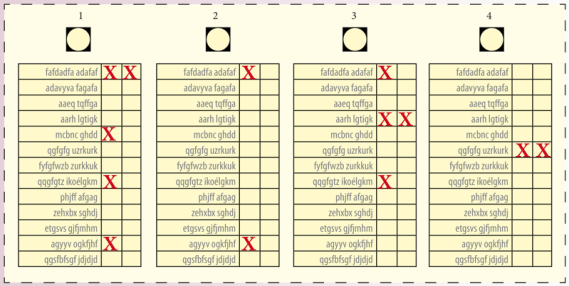 1
fafdadfa adafaf X X
adavyva fagafa
aaeq tqffga
aarh lgtigk
mcbnc ghdd X
qgfgfg uzrkurk
fyfgfwzb zurkkuk
qqgfgtz ikoélgkm X
phjff afgag
zehxbx sghdj
etgsvs gjfjmhm
agyyv ogkfjhf X
qgsfbfsgf jdjdjd
2
fafdadfa adafaf X
adavyva fagafa
aaeq tqffga
aarh lgtigk
mcbnc ghdd
qgfgfg uzrkurk
fyfgfwzb zurkkuk
qqgfgtz ikoélgkm
phjff afgag
zehxbx sghdj
etgsvs gjfjmhm
agyyv ogkfjhf X
qgsfbfsgf jdjdjd
3
fafdadfa adafaf X
adavyva fagafa
aaeq tqffga
aarh lgtigk X X
mcbnc ghdd
qgfgfg uzrkurk
fyfgfwzb zurkkuk
qqgfgtz ikoélgkm X
phjff afgag
zehxbx sghdj
etgsvs gjfjmhm
agyyv ogkfjhf
qgsfbfsgf jdjdjd
4
fafdadfa adafaf
adavyva fagafa
aaeq tqffga
aarh lgtigk
mcbnc ghdd
qgfgfg uzrkurk X X
fyfgfwzb zurkkuk
qqgfgtz ikoélgkm
phjff afgag
zehxbx sghdj
etgsvs gjfjmhm
agyyv ogkfjhf
qgsfbfsgf jdjdjd